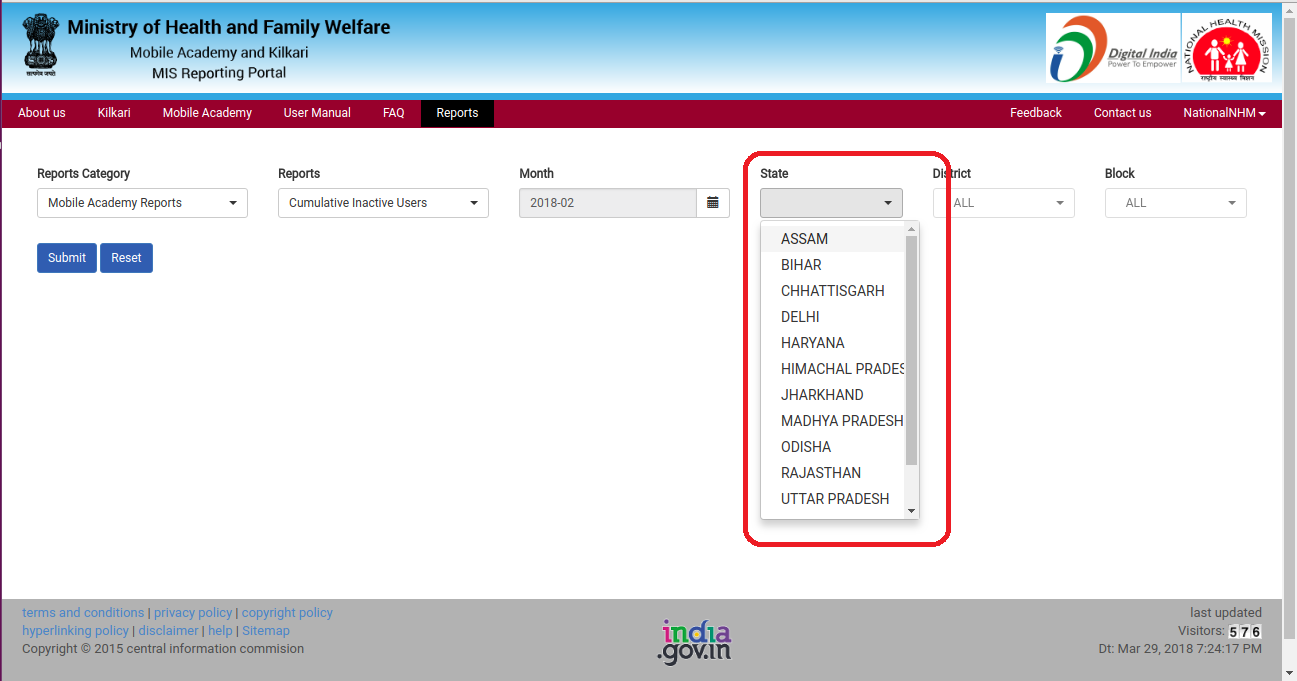 Ministry of Health and Family Welfare
Mobile Academy and Kilkari
MIS Reporting Portal
सत्यमेव जयते
Digital India
Power To Empower
NATIONAL HEALTH MISSION
राष्ट्रीय स्वास्थ्य मिशन
About us Kilkari Mobile Academy User Manual FAQ Reports Feedback Contact us NationalNHM
Reports Category Reports Month State District Block
Mobile Academy Reports Cumulative Inactive Users 2018-02 ALL ALL
Submit Reset
ASSAM
BIHAR
CHHATTISGARH
DELHI
HARYANA
HIMACHAL PRADES
JHARKHAND
MADHYA PRADESH
ODISHA
RAJASTHAN
UTTAR PRADESH
terms and conditions | privacy policy | copyright policy
hyperlinking policy | disclaimer | help | Sitemap
Copyright © 2015 central information commision
india
.gov.in
last updated
Visitors: 576
Dt: Mar 29, 2018 7:24:17 PM